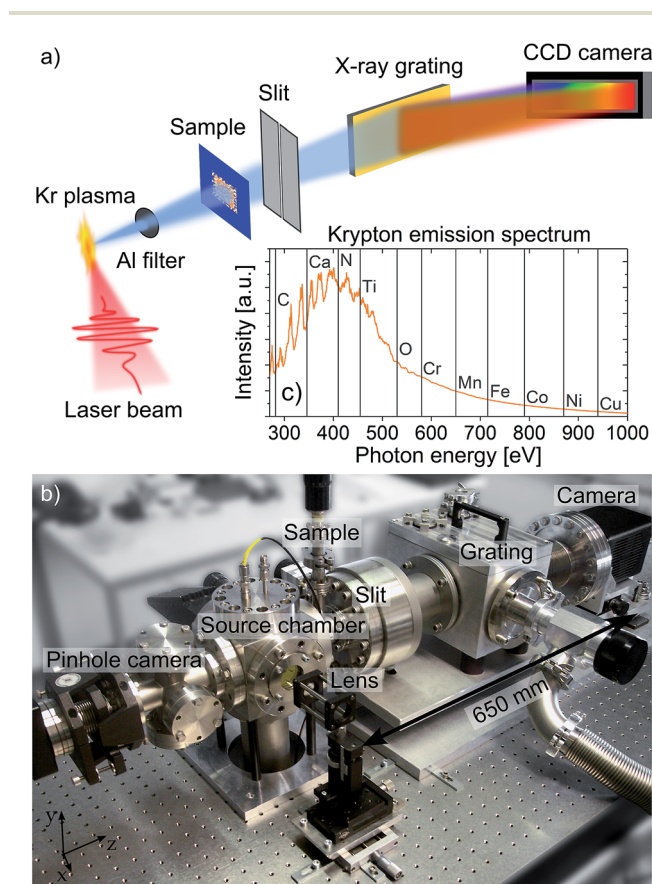 a)
CCD camera
X-ray grating
Slit
Sample
Kr plasma
Al filter
Laser beam
Krypton emission spectrum
Intensity [a.u.]
C
Ca
N
Ti
O
Cr
Mn
Fe
Co
Ni
Cu
c)
300 400 500 600 700 800 900 1000
Photon energy [eV]
b)
Camera
Sample
Grating
Slit
Source chamber
Pinhole camera
Lens
650 mm
y
z
x